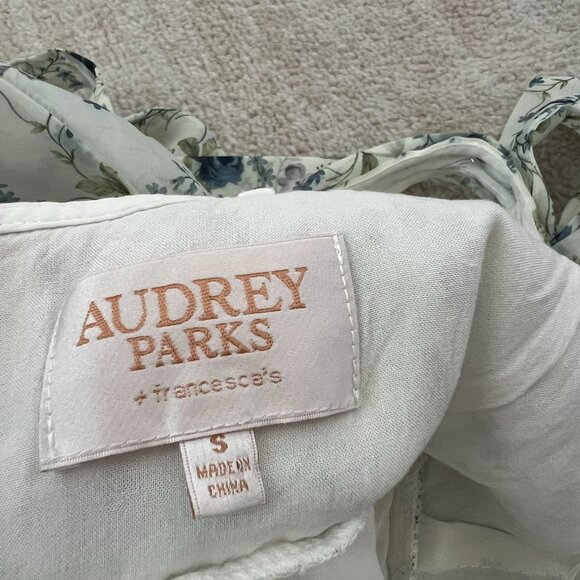 AUDREY
PARKS
+ francesca's
S
MADE IN
CHINA